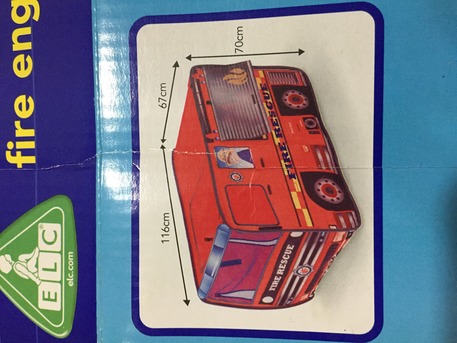 ELC
elc.com
fire eng
116cm
67cm
70cm
FIRE RESCUE
FIRE RESCUE